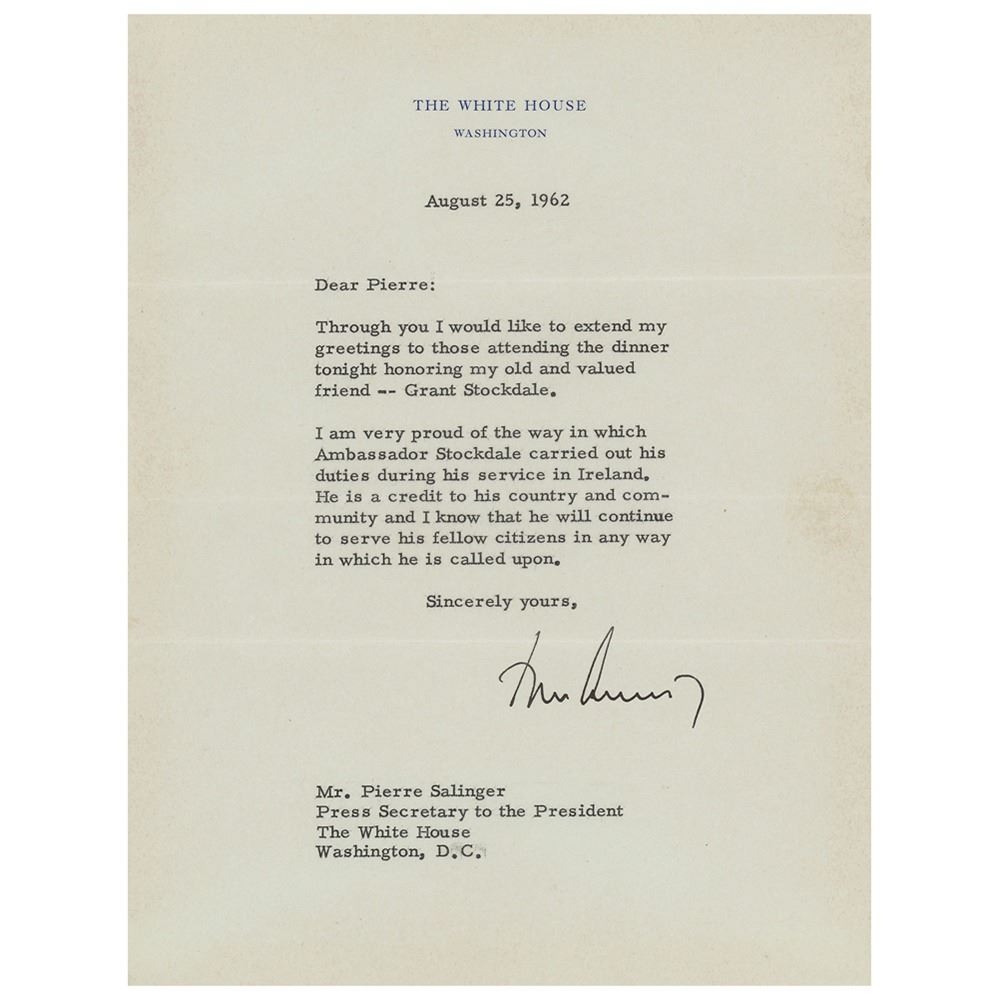 THE WHITE HOUSE
WASHINGTON
August 25, 1962
Dear Pierre:
Through you I would like to extend my
greetings to those attending the dinner
tonight honoring my old and valued
friend -- Grant Stockdale.
I am very proud of the way in which
Ambassador Stockdale carried out his
duties during his service in Ireland.
He is a credit to his country and com-
munity and I know that he will continue
to serve his fellow citizens in any way
in which he is called upon.
Sincerely yours,
Mr. Pierre Salinger
Press Secretary to the President
The White House
Washington, D.C.